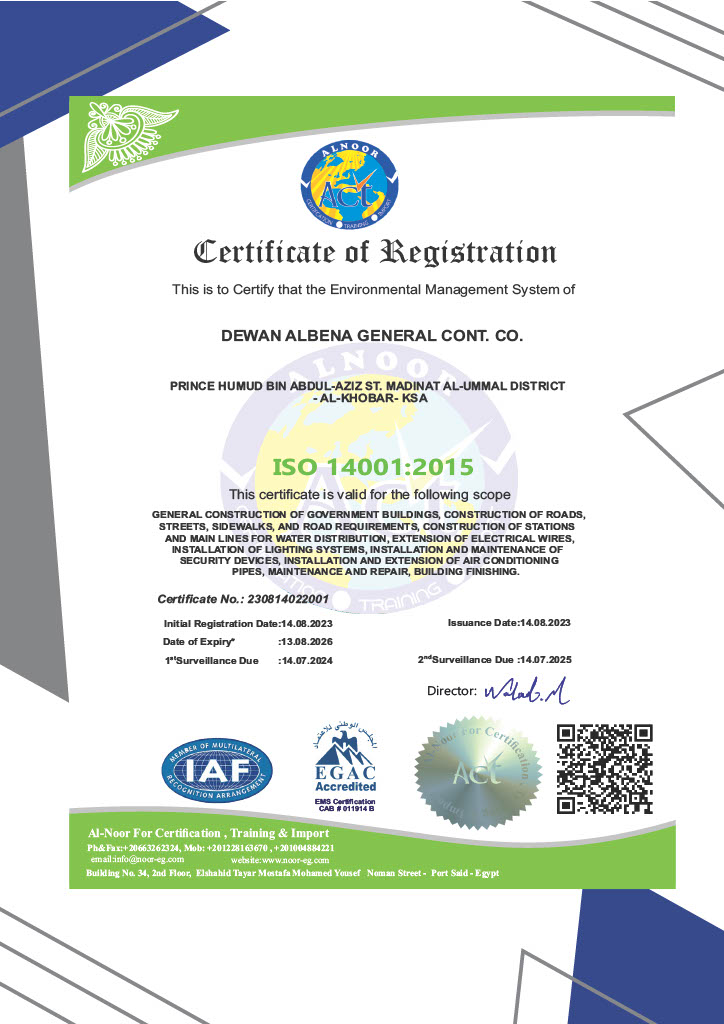 ALNOOR
Act
CERTIFICATION TRAINING IMPORT
Certificate of Registration
This is to Certify that the Environmental Management System of
DEWAN ALBENA GENERAL CONT. CO.
ALNOOR
PRINCE HUMUD BIN ABDUL-AZIZ ST. MADINAT AL-UMMAL DISTRICT
- AL-KHOBAR- KSA
ISO 14001:2015
This certificate is valid for the following scope
GENERAL CONSTRUCTION OF GOVERNMENT BUILDINGS, CONSTRUCTION OF ROADS,
STREETS, SIDEWALKS, AND ROAD REQUIREMENTS, CONSTRUCTION OF STATIONS
AND MAIN LINES FOR WATER DISTRIBUTION, EXTENSION OF ELECTRICAL WIRES,
INSTALLATION OF LIGHTING SYSTEMS, INSTALLATION AND MAINTENANCE OF
SECURITY DEVICES, INSTALLATION AND EXTENSION OF AIR CONDITIONING
PIPES, MAINTENANCE AND REPAIR, BUILDING FINISHING.
TRAINING
Certificate No.: 230814022001
Initial Registration Date:14.08.2023 Issuance Date:14.08.2023
Date of Expiry* :13.08.2026
1st Surveillance Due :14.07.2024 2nd Surveillance Due :14.07.2025
Director:
MEMBER OF MULTILATERAL
IAF
RECOGNITION ARRANGEMENT
المجلس الوطني للاعتماد
EGAC
Accredited
EMS Certification
CAB # 011914 B
Al-Noor For Certification
Act
Al-Noor For Certification , Training & Import
Ph&Fax:+20663262324, Mob: +201228163670 , +201004884221
email:info@noor-eg.com website:www.noor-eg.com
Building No. 34, 2nd Floor, Elshahid Tayar Mostafa Mohamed Yousef Noman Street - Port Said - Egypt